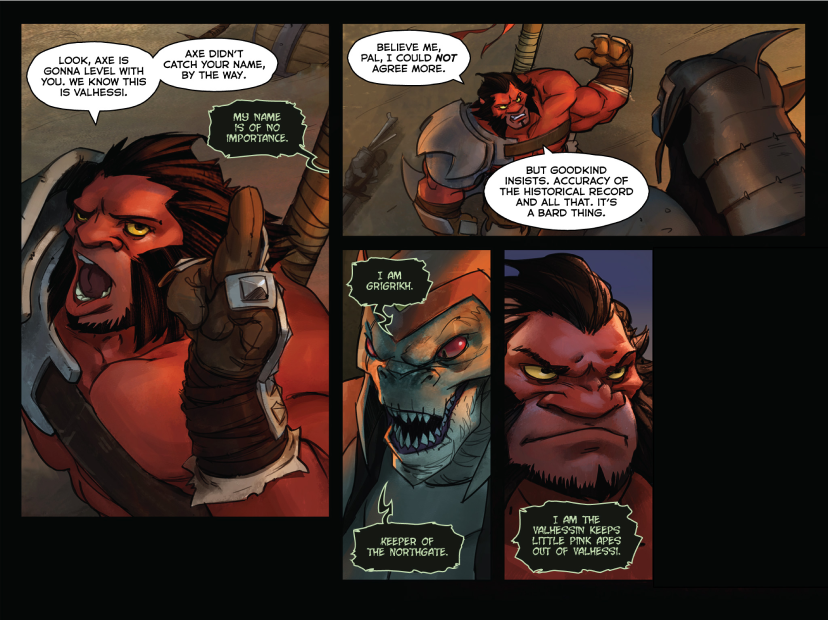 LOOK, AXE IS
GONNA LEVEL WITH
YOU. WE KNOW THIS
IS VALHESSI.
AXE DIDN'T
CATCH YOUR NAME,
BY THE WAY.
MY NAME
IS OF NO
IMPORTANCE.
BELIEVE ME,
PAL, I COULD NOT
AGREE MORE.
BUT GOODKIND
INSISTS. ACCURACY OF
THE HISTORICAL RECORD
AND ALL THAT. IT'S
A BARD THING.
I AM
GRIGRIKH.
KEEPER OF
THE NORTHGATE.
I AM THE
VALHESSIN KEEPS
LITTLE PINK APES
OUT OF VALHESSI.